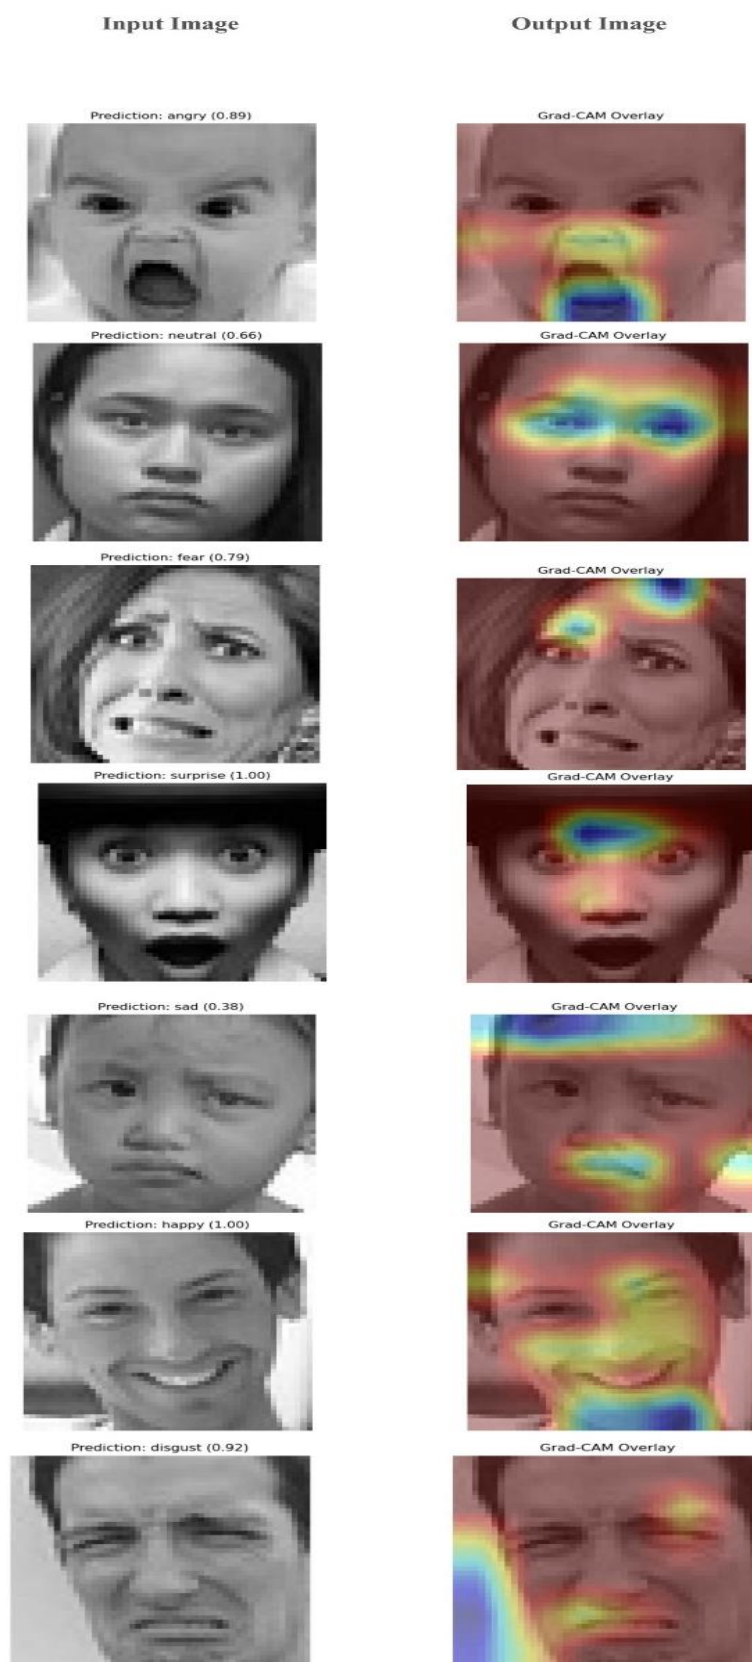 Input Image
Output Image
Prediction: angry (0.89)
Grad-CAM Overlay
Prediction: neutral (0.66)
Grad-CAM Overlay
Prediction: fear (0.79)
Grad-CAM Overlay
Prediction: surprise (1.00)
Grad-CAM Overlay
Prediction: sad (0.38)
Grad-CAM Overlay
Prediction: happy (1.00)
Grad-CAM Overlay
Prediction: disgust (0.92)
Grad-CAM Overlay